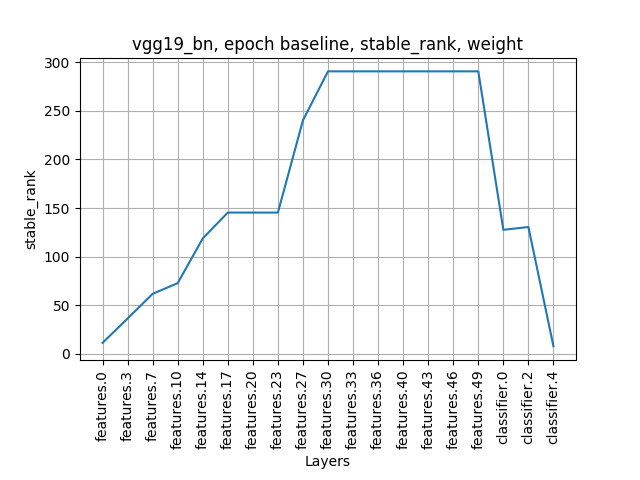 vgg19_bn, epoch baseline, stable_rank, weight
300
250
200
150
100
50
0
stable_rank
features.0
features.3
features.7
features.10
features.14
features.17
features.20
features.23
features.27
features.30
features.33
features.36
features.40
features.43
features.46
features.49
classifier.0
classifier.2
classifier.4
Layers